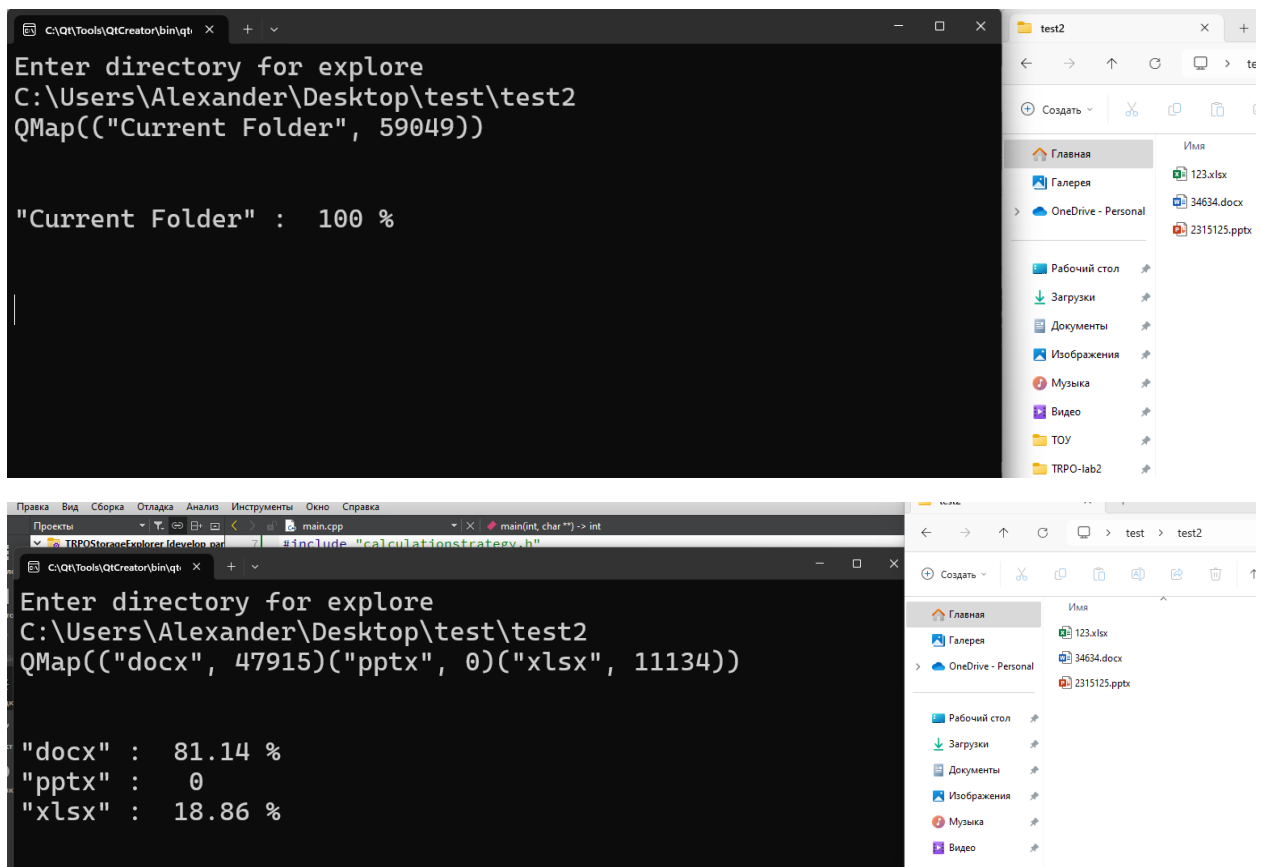 C:\Qt\Tools\QtCreator\bin\qt
Enter directory for explore
C:\Users\Alexander\Desktop\test\test2
QMap(("Current Folder", 59049))
"Current Folder" :  100 %
test2
Создать
Имя
Главная
123.xlsx
Галерея
34634.docx
OneDrive - Personal
2315125.pptx
Рабочий стол
Загрузки
Документы
Изображения
Музыка
Видео
ТОУ
TRPO-lab2
Правка Вид Сборка Отладка Анализ Инструменты Окно Справка
Проекты
main.cpp
main(int, char **) -> int
TRPOStorageExplorer [develop par
7 #include "calculationstrategy.h"
C:\Qt\Tools\QtCreator\bin\qt
Enter directory for explore
C:\Users\Alexander\Desktop\test\test2
QMap(("docx", 47915)("pptx", 0)("xlsx", 11134))
"docx" :  81.14 %
"pptx" :   0
"xlsx" :  18.86 %
test > test2
Создать
Имя
Главная
123.xlsx
Галерея
34634.docx
OneDrive - Personal
2315125.pptx
Рабочий стол
Загрузки
Документы
Изображения
Музыка
Видео